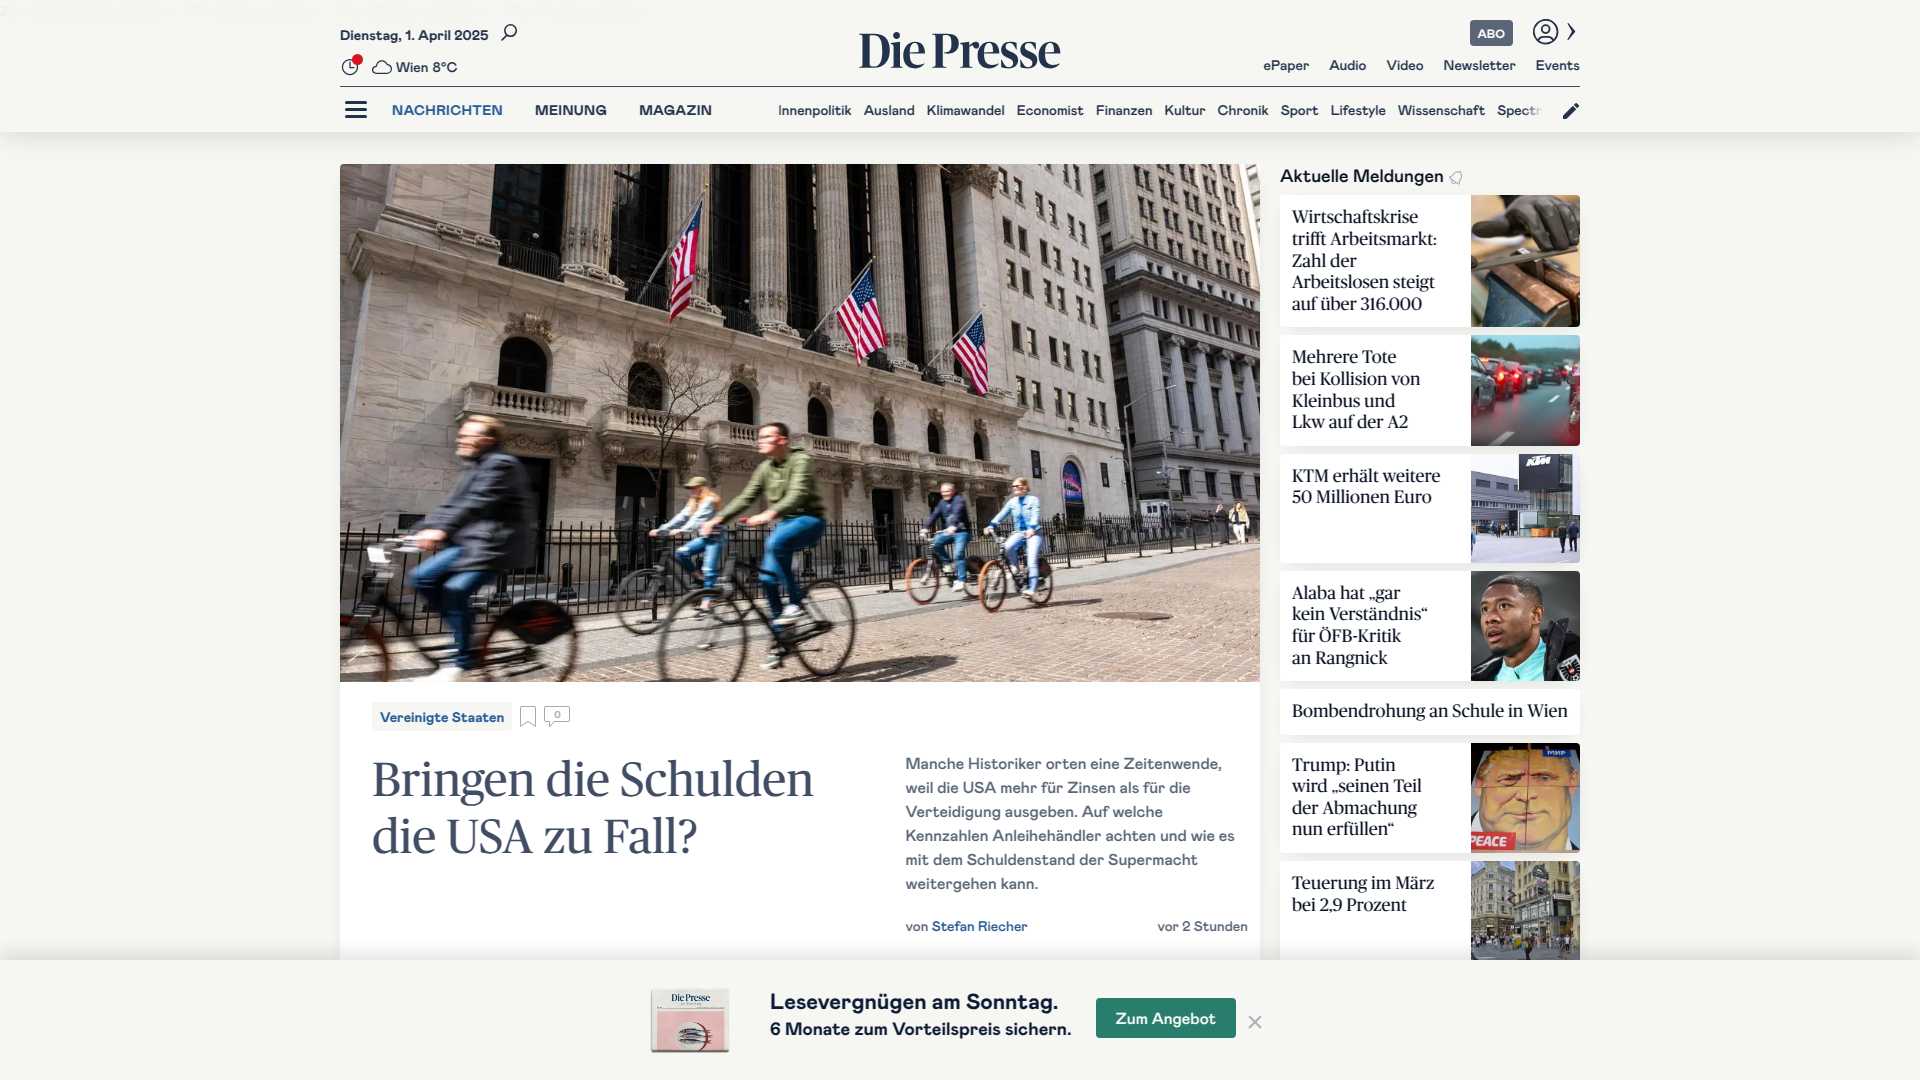 Dienstag, 1. April 2025
Wien 8°C
Die Presse
ABO
ePaper Audio Video Newsletter Events
NACHRICHTEN MEINUNG MAGAZIN
Innenpolitik Ausland Klimawandel Economist Finanzen Kultur Chronik Sport Lifestyle Wissenschaft Spectr
Vereinigte Staaten
0
Bringen die Schulden
die USA zu Fall?
Manche Historiker orten eine Zeitenwende,
weil die USA mehr für Zinsen als für die
Verteidigung ausgeben. Auf welche
Kennzahlen Anleihehändler achten und wie es
mit dem Schuldenstand der Supermacht
weitergehen kann.
von Stefan Riecher
vor 2 Stunden
Aktuelle Meldungen
Wirtschaftskrise
trifft Arbeitsmarkt:
Zahl der
Arbeitslosen steigt
auf über 316.000
Mehrere Tote
bei Kollision von
Kleinbus und
Lkw auf der A2
KTM erhält weitere
50 Millionen Euro
KTM
Alaba hat „gar
kein Verständnis“
für ÖFB-Kritik
an Rangnick
Bombendrohung an Schule in Wien
Trump: Putin
wird „seinen Teil
der Abmachung
nun erfüllen“
PEACE
Teuerung im März
bei 2,9 Prozent
Die Presse
Lesevergnügen am Sonntag.
6 Monate zum Vorteilspreis sichern.
Zum Angebot